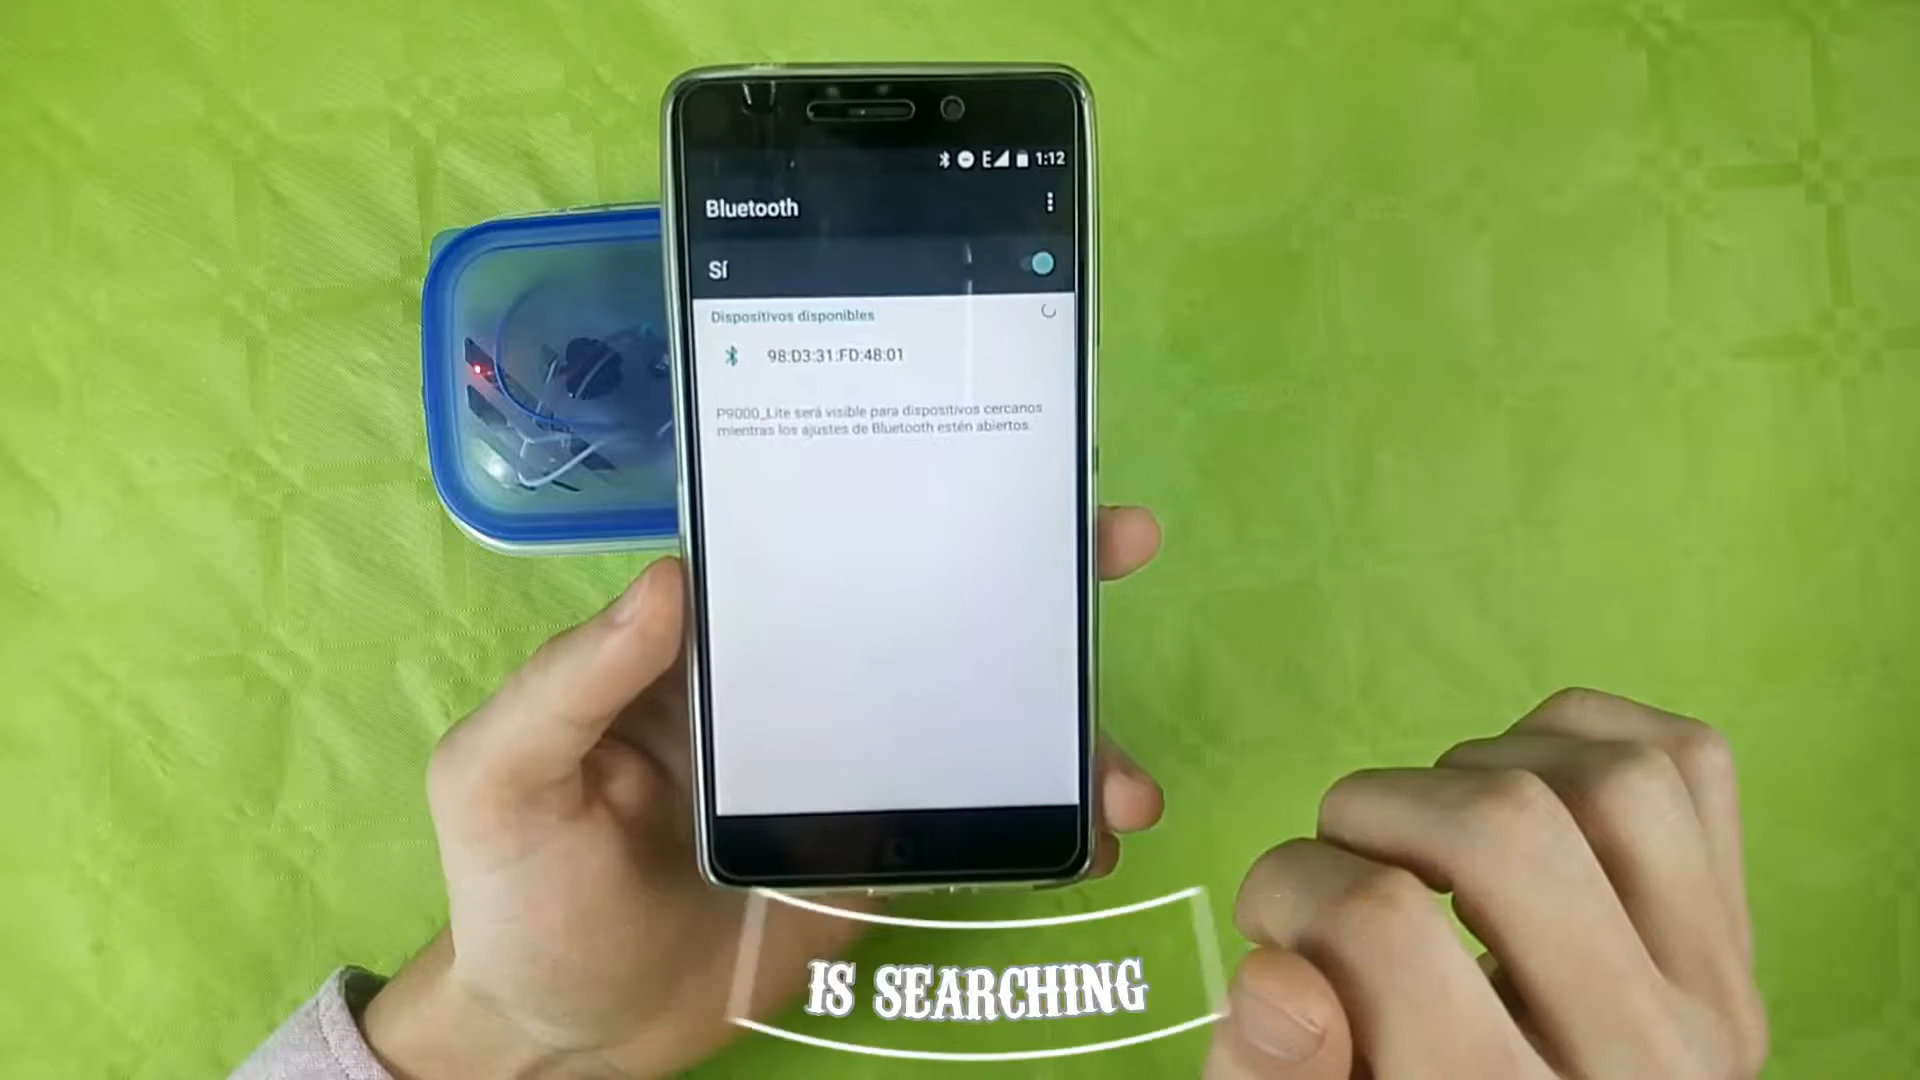 E 1:12
Bluetooth
Sí
Dispositivos disponibles
98:D3:31:FD:48:01
P9000_Lite será visible para dispositivos cercanos
mientras los ajustes de Bluetooth estén abiertos.
IS SEARCHING